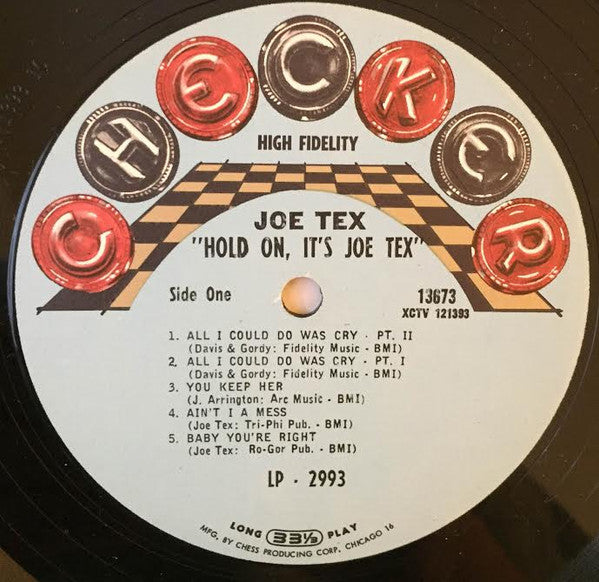 CHECKER
HIGH FIDELITY
JOE TEX
"HOLD ON, IT'S JOE TEX"
Side One
13673
XCTV 121393
1. ALL I COULD DO WAS CRY - PT. II
(Davis & Gordy: Fidelity Music - BMI)
2. ALL I COULD DO WAS CRY - PT. I
(Davis & Gordy: Fidelity Music - BMI)
3. YOU KEEP HER
(J. Arrington: Arc Music - BMI)
4. AIN'T I A MESS
(Joe Tex: Tri-Phi Pub. - BMI)
5. BABY YOU'RE RIGHT
(Joe Tex: Ro-Gor Pub. - BMI)
LP - 2993
LONG 33⅓ PLAY
MFG. BY CHESS PRODUCING CORP. CHICAGO 16